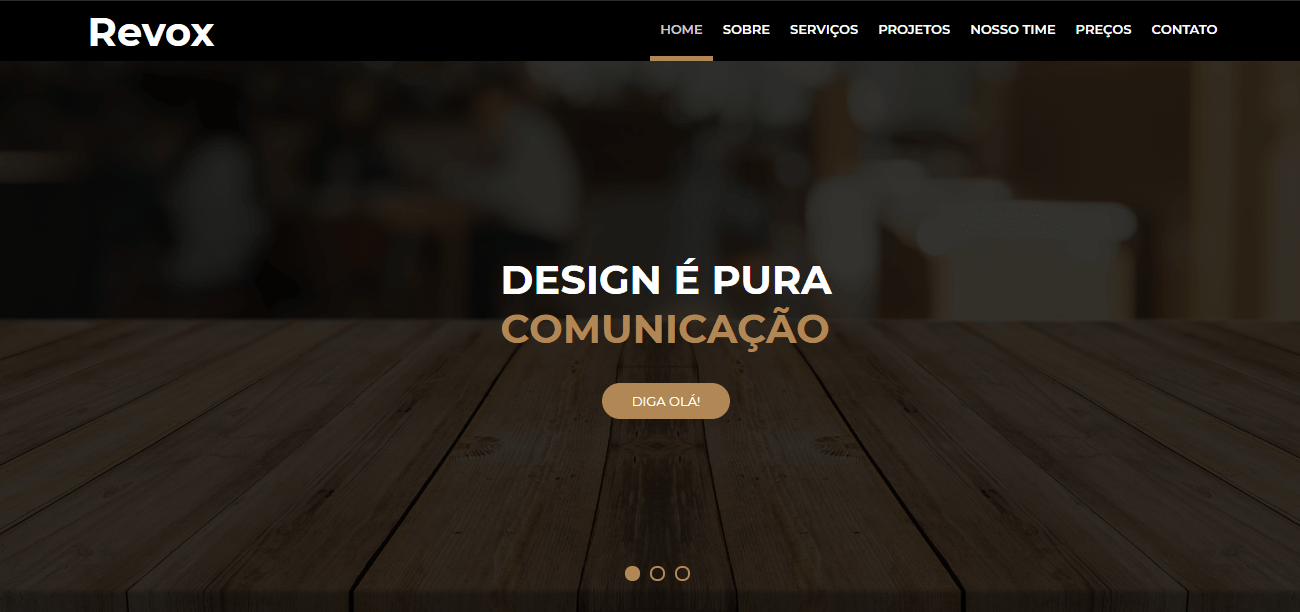 Revox
HOME SOBRE SERVIÇOS PROJETOS NOSSO TIME PREÇOS CONTATO
DESIGN É PURA
COMUNICAÇÃO
DIGA OLÁ!